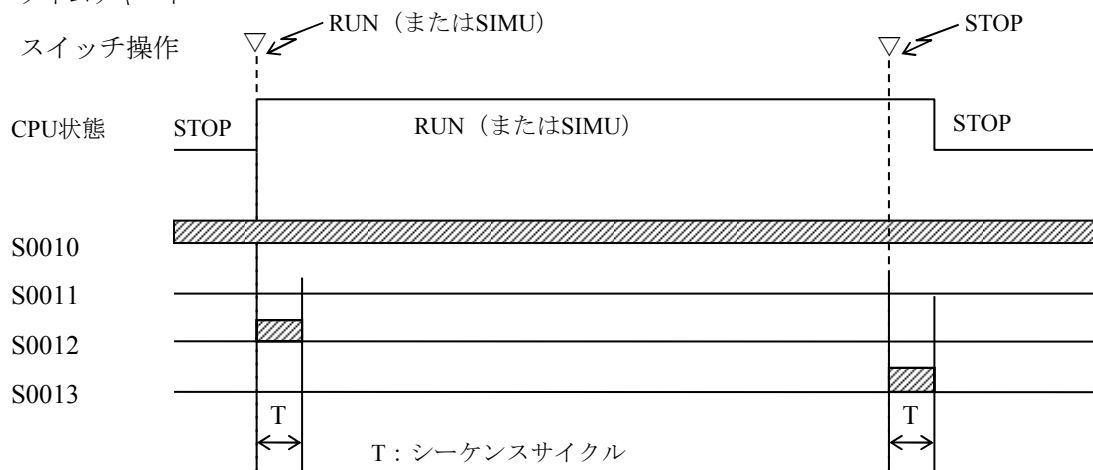 RUN(またはSIMU)
STOP
スイッチ操作
CPU状態
STOP
RUN(またはSIMU)
STOP
S0010
S0011
S0012
S0013
T
T
T:シーケンスサイクル